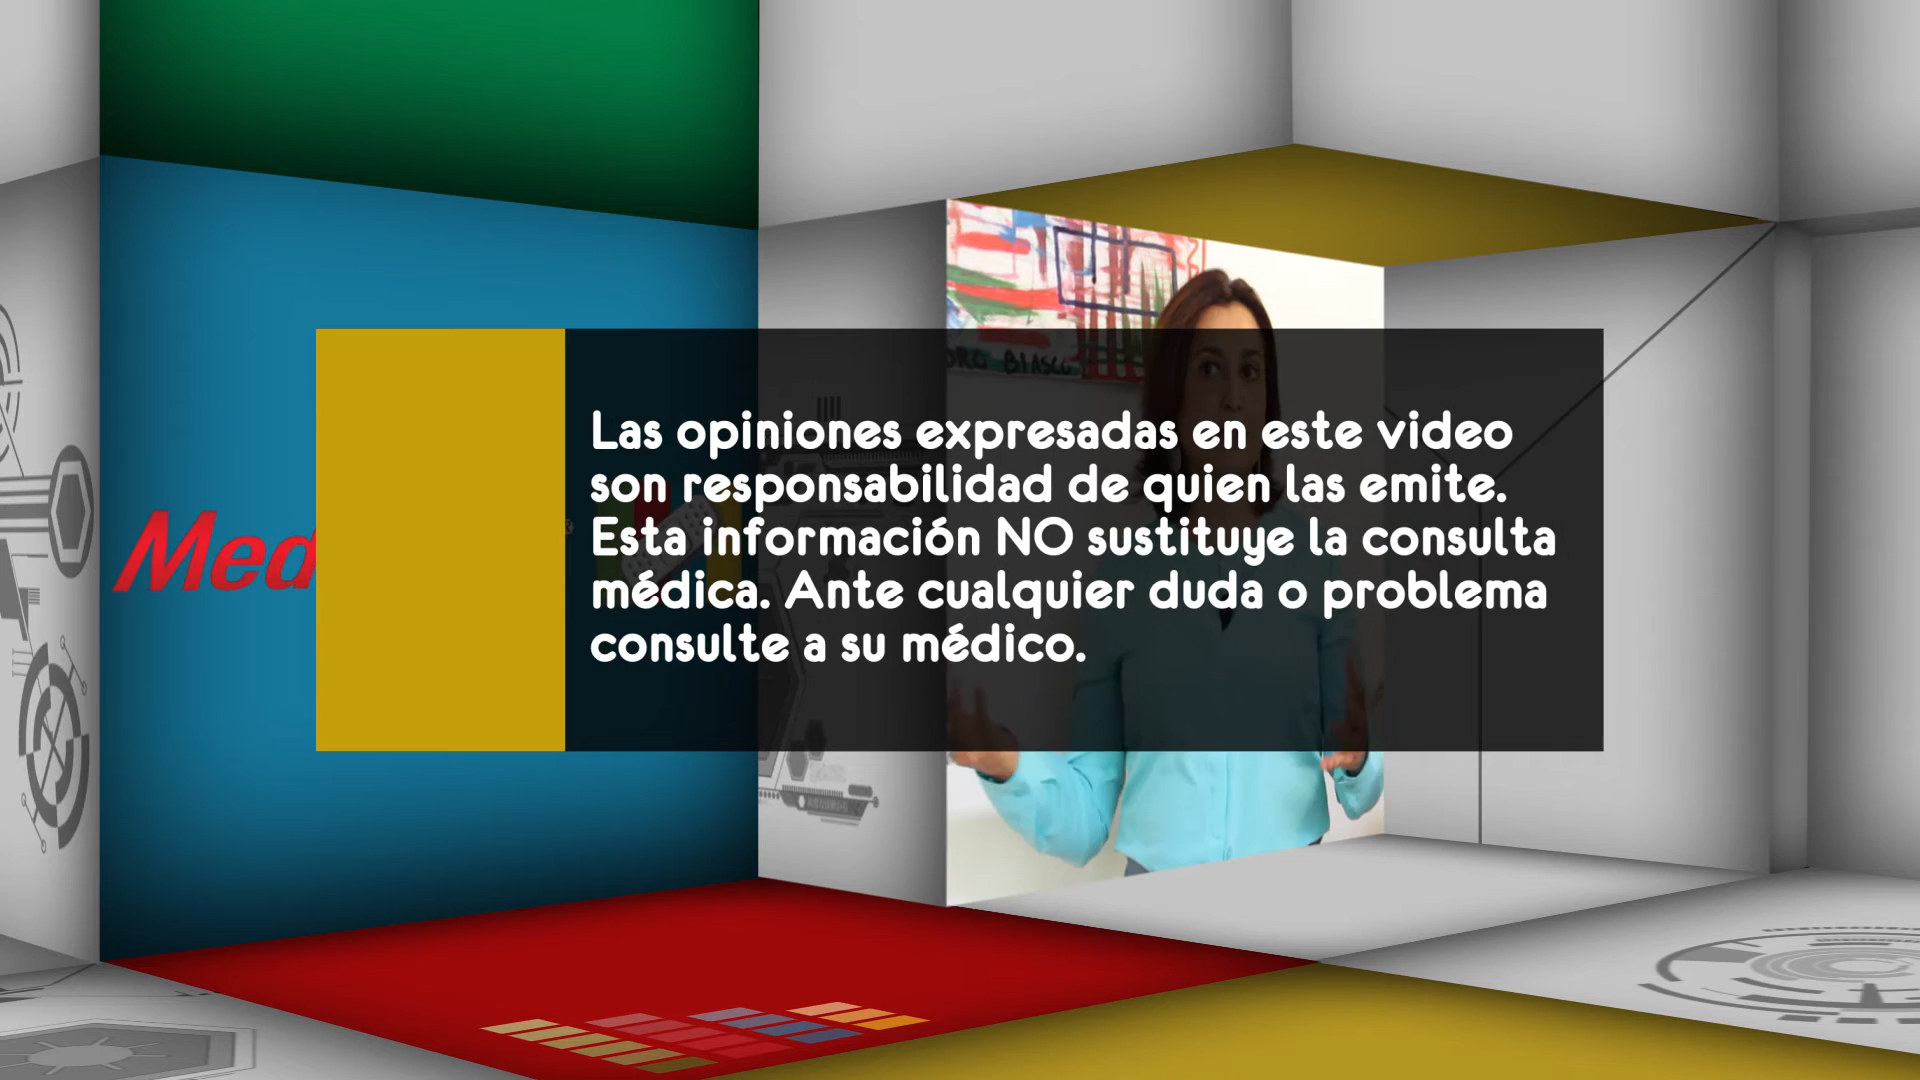 Las opiniones expresadas en este video
son responsabilidad de quien las emite.
Esta información NO sustituye la consulta
médica. Ante cualquier duda o problema
consulte a su médico.
Med